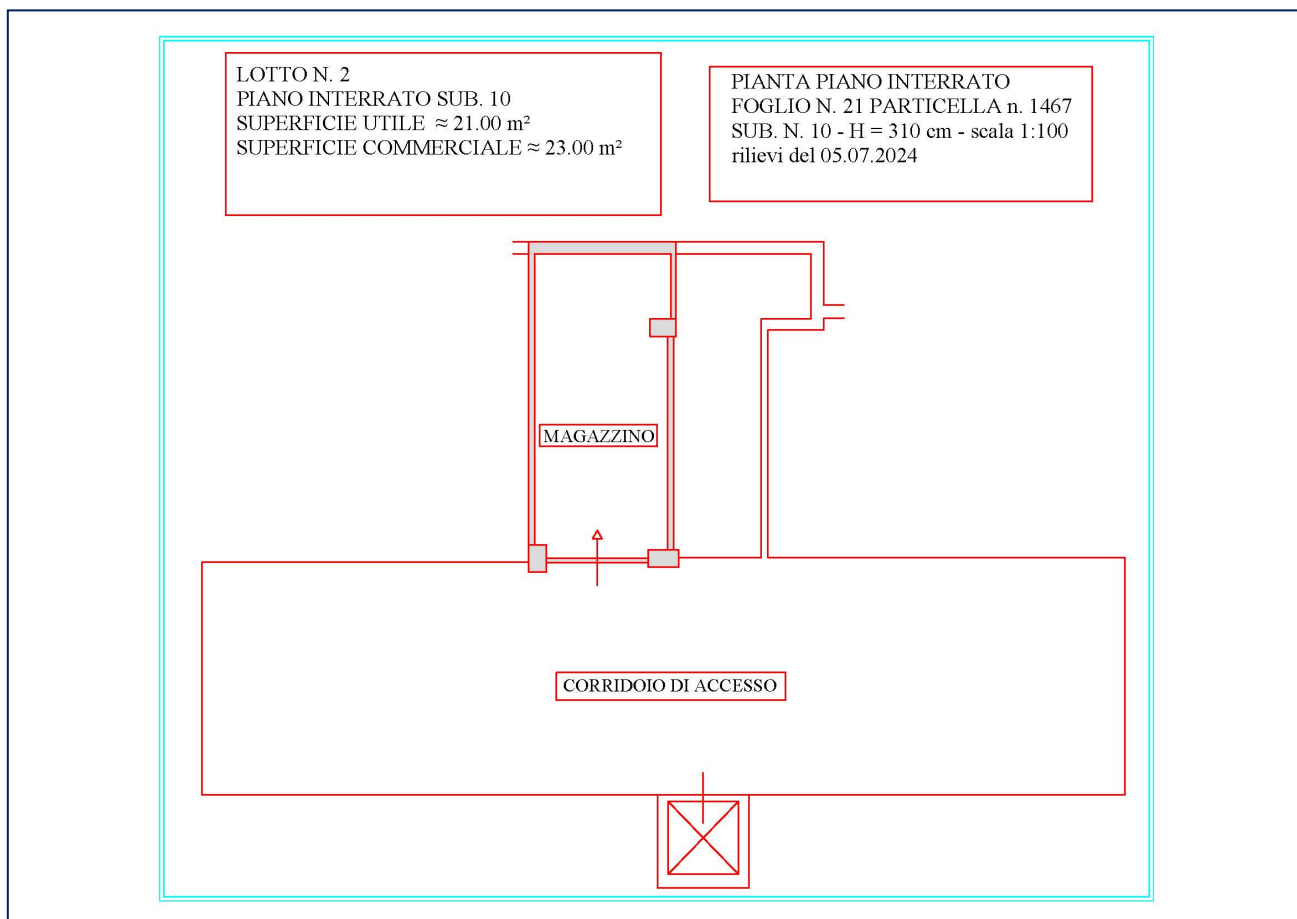 LOTTO N. 2
PIANO INTERRATO SUB. 10
SUPERFICIE UTILE ≈ 21.00 m²
SUPERFICIE COMMERCIALE ≈ 23.00 m²
PIANTA PIANO INTERRATO
FOGLIO N. 21 PARTICELLA n. 1467
SUB. N. 10 - H = 310 cm - scala 1:100
rilievi del 05.07.2024
MAGAZZINO
CORRIDOIO DI ACCESSO